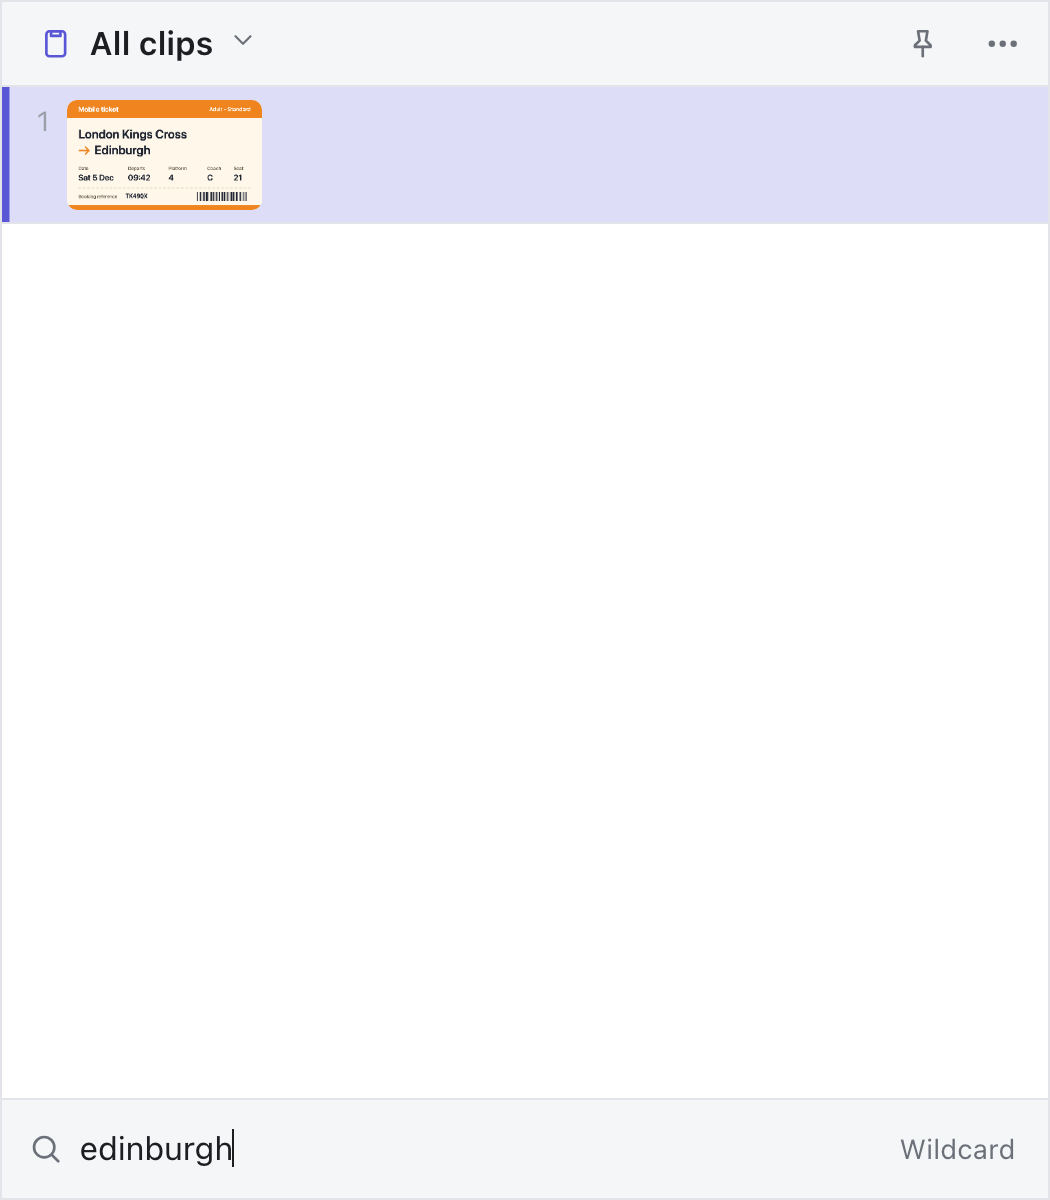 All clips
1
Mobile ticket
Adult - Standard
London Kings Cross
→ Edinburgh
Date Departs Platform Coach Seat
Sat 5 Dec 09:42 4 C 21
Booking reference TK49QX
edinburgh
Wildcard